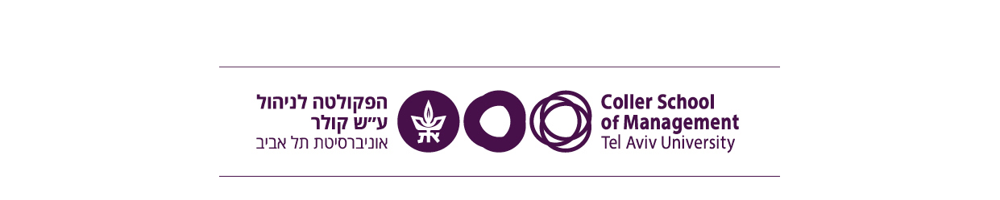 הפקולטה לניהול
ע״ש קולר
אוניברסיטת תל אביב
את
Coller School
of Management
Tel Aviv University